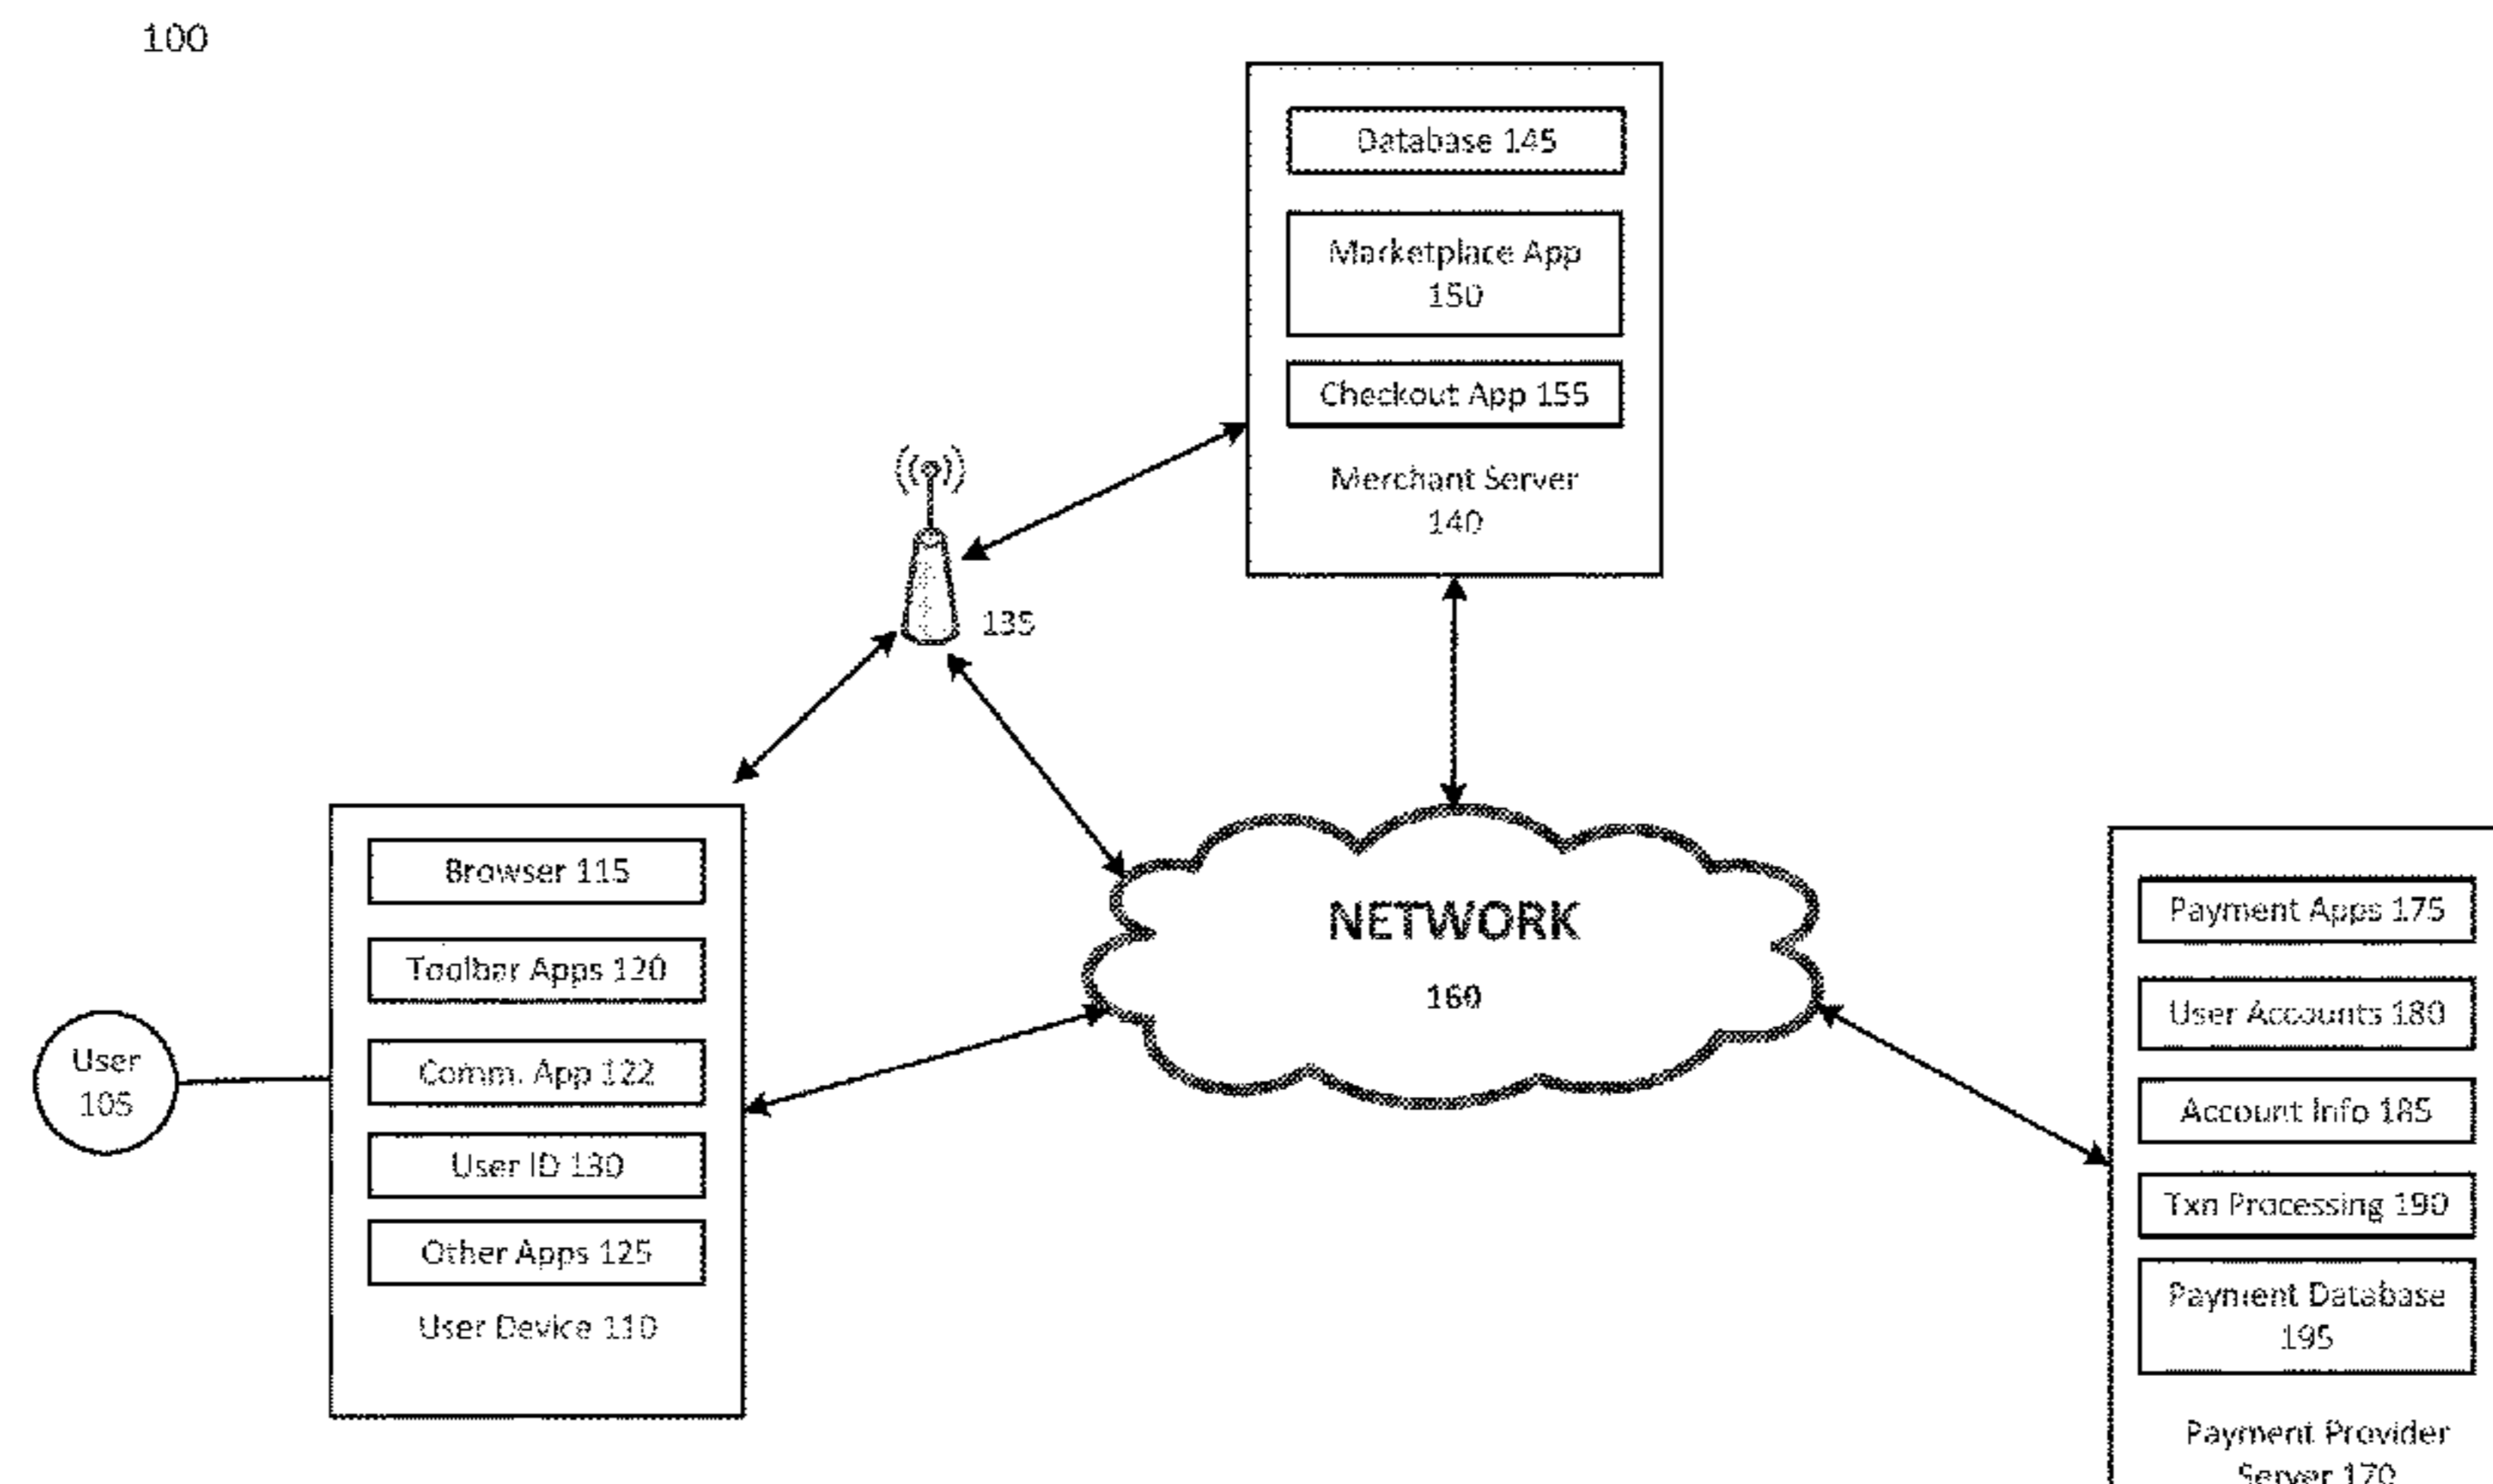 100
Database 145
Marketplace App
150
Checkout App 155
Merchant Server
140
135
Browser 115
Toolbar Apps 120
Comm. App 122
User ID 130
Other Apps 125
User Device 110
User
105
NETWORK
160
Payment Apps 175
User Accounts 180
Account Info 185
Txn Processing 190
Payment Database
195
Payment Provider
Server 170